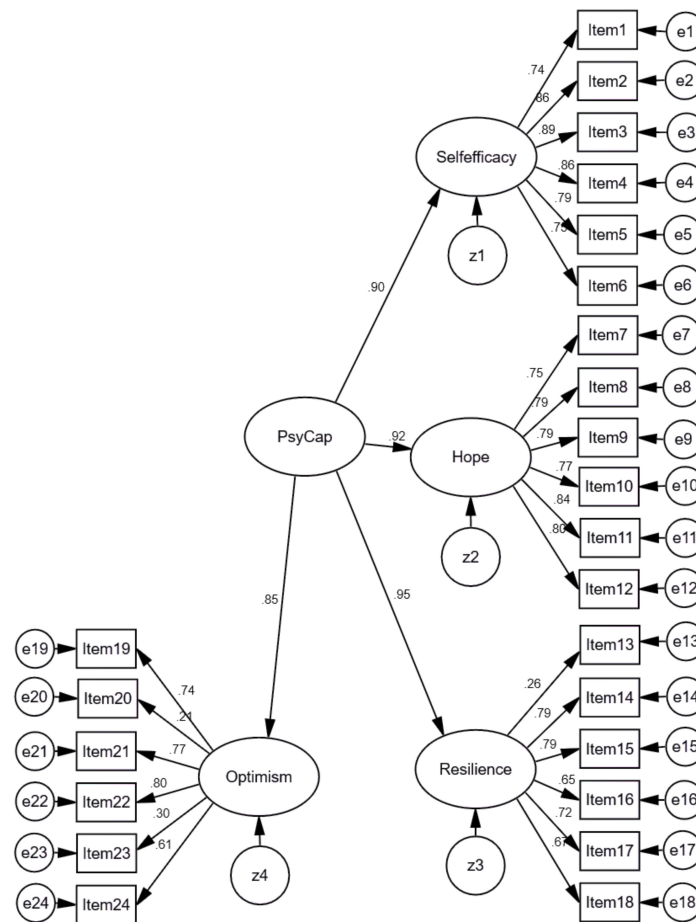 Item1 e1
.74
Item2 e2
.86
Item3 e3
.89
Selfefficacy
Item4 e4
.86
.79
Item5 e5
z1
Item6 e6
.90
Item7 e7
.75
Item8 e8
.79
PsyCap
.92
Item9 e9
.79
Hope
.77
Item10 e10
.84
Item11 e11
.80
z2
Item12 e12
.85
.95
e19 Item19
Item13 e13
.74
.26
e20 Item20
Item14 e14
.21
.79
e21 Item21
Item15 e15
.77
.79
Optimism
Resilience
.80
.65
e22 Item22
Item16 e16
.30
.72
e23 Item23
Item17 e17
.61
.67
z4
z3
e24 Item24
Item18 e18